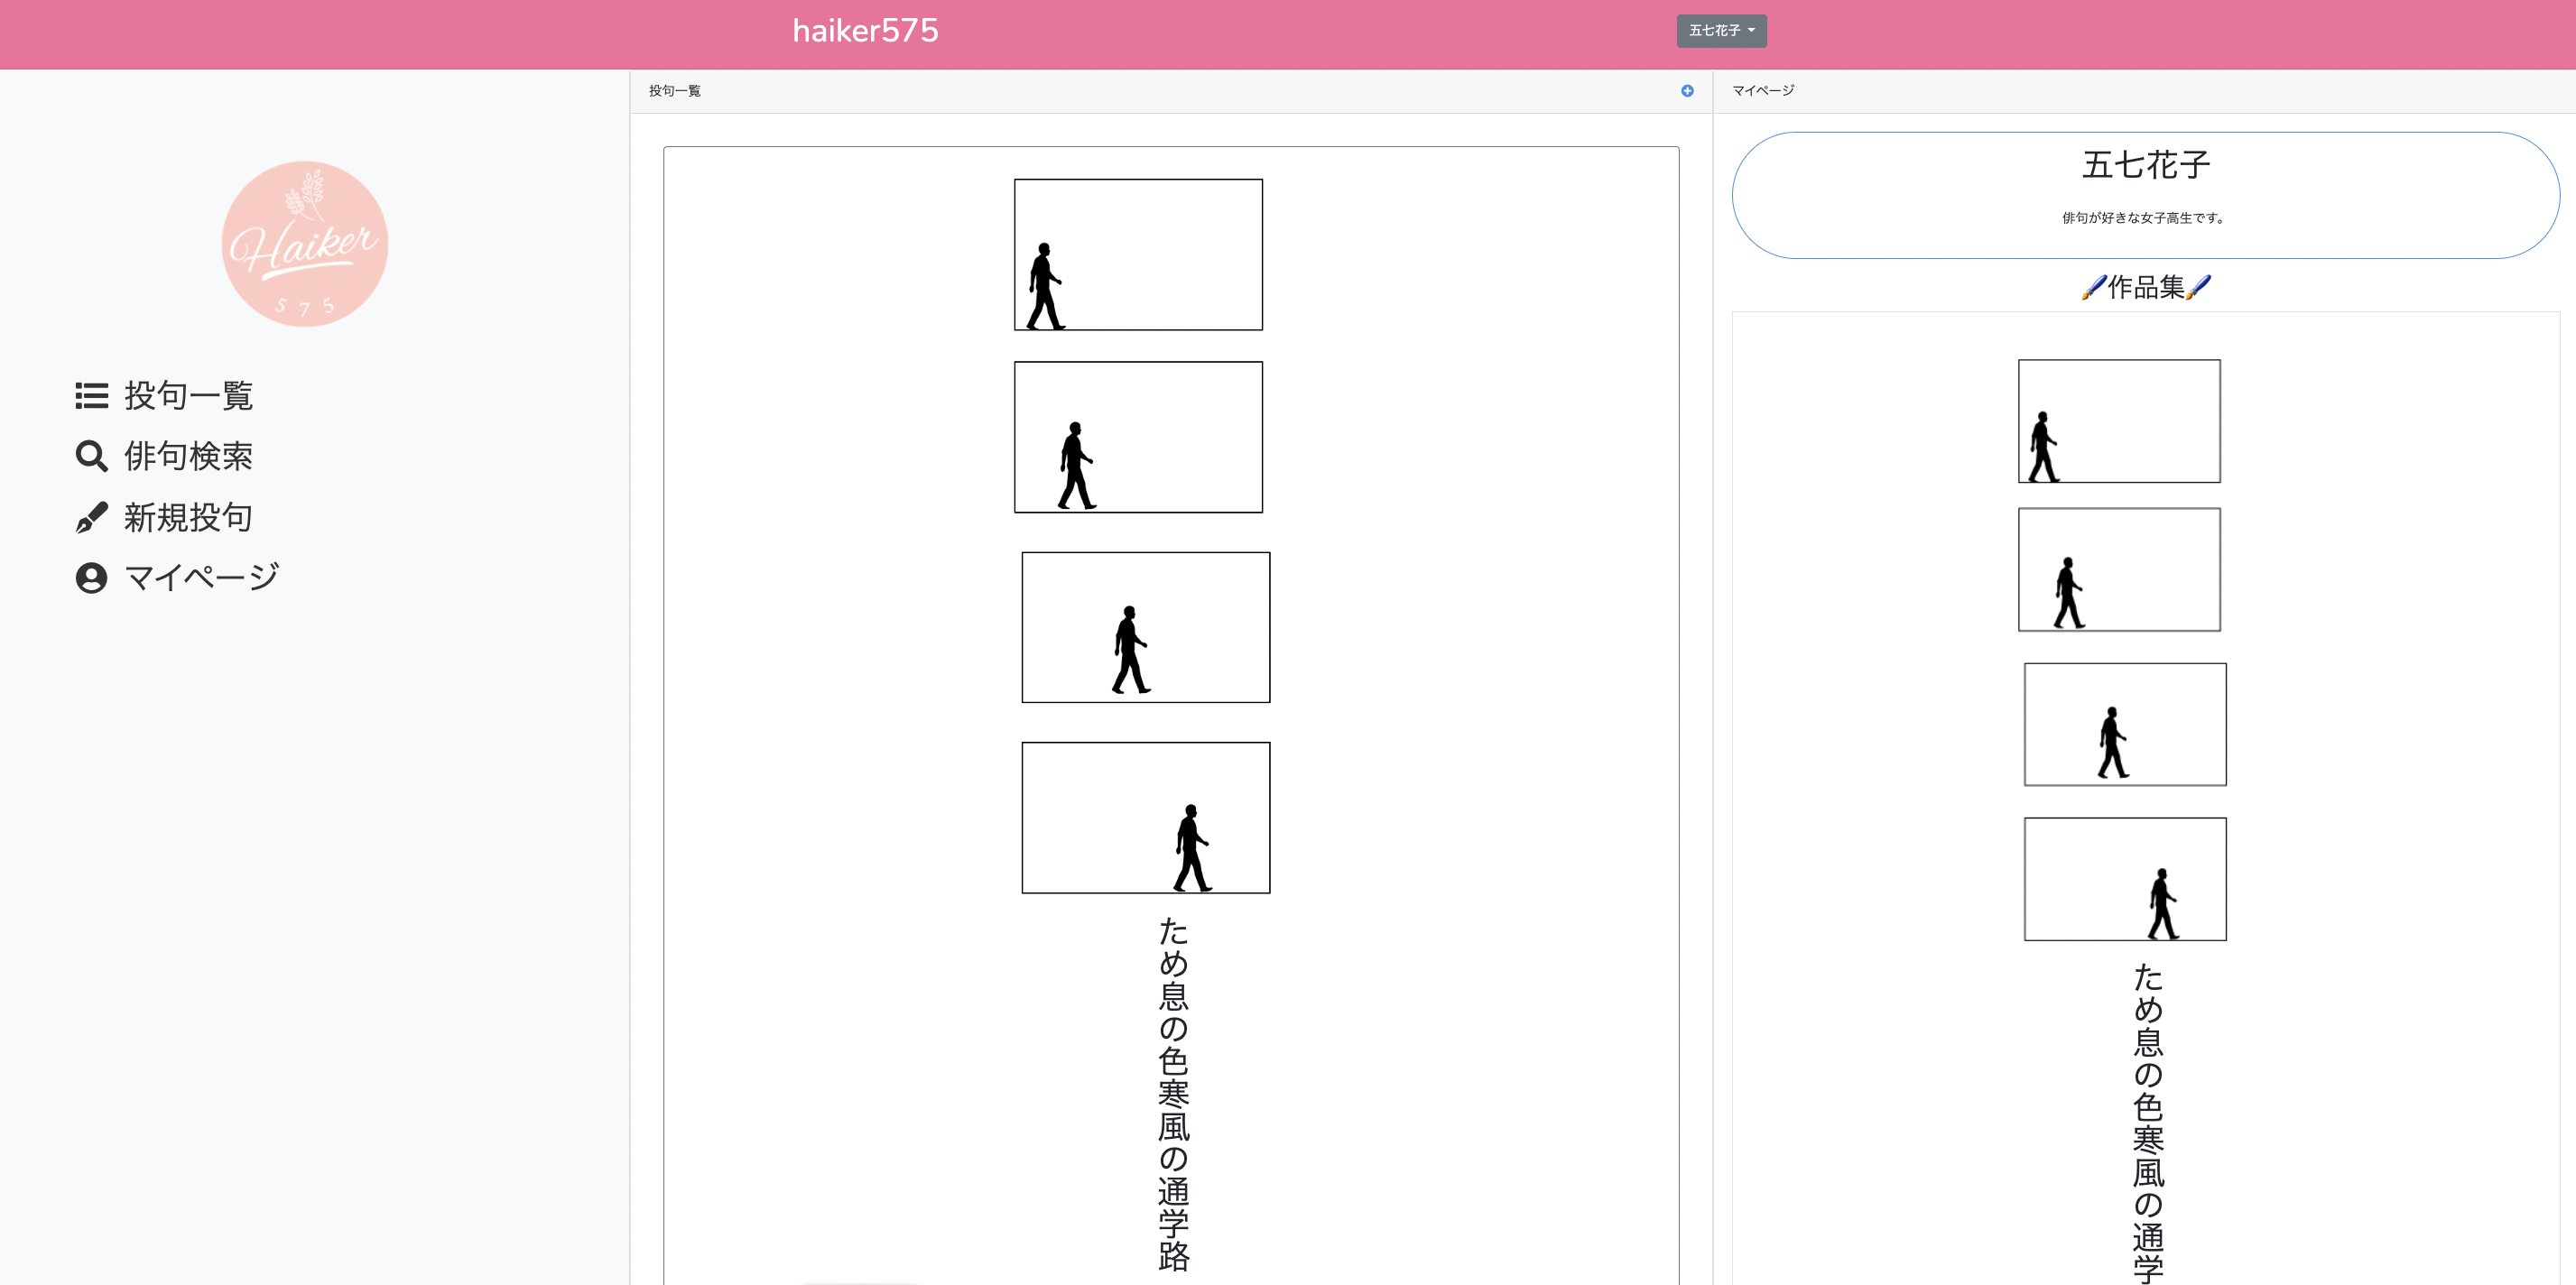 haiker575
五七花子
Haiker
5 7 5
投句一覧
俳句検索
新規投句
マイページ
投句一覧
ため息の色寒風の通学路
マイページ
五七花子
俳句が好きな女子高生です。
🖌️作品集🖌️
ため息の色寒風の通学